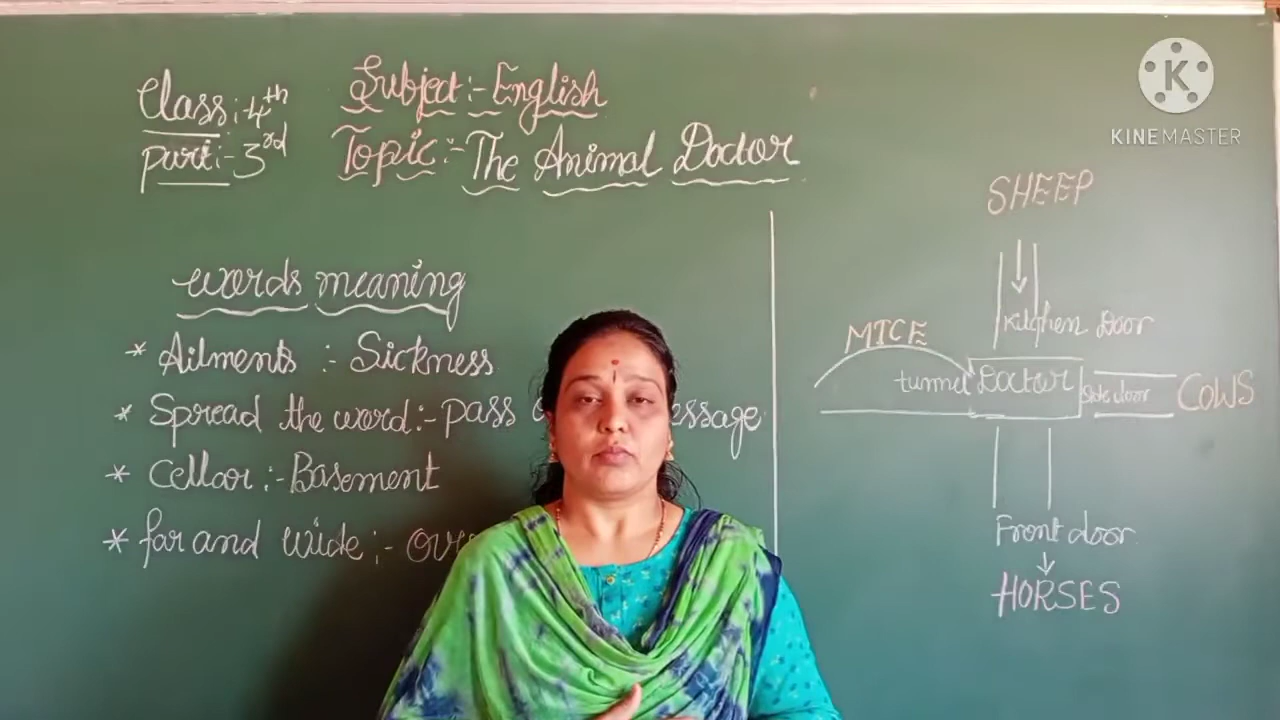 Class:4th
Part:-3rd
Subject:-English
Topic:-The Animal Doctor
words meaning
* Ailments :- Sickness
* Spread the word:- pass
* Cellar:-Basement
* far and wide:-
SHEEP
Kitchen Door
MICE
tunnel Doctor Side door COWS
Front door
HORSES
K
KINEMASTER